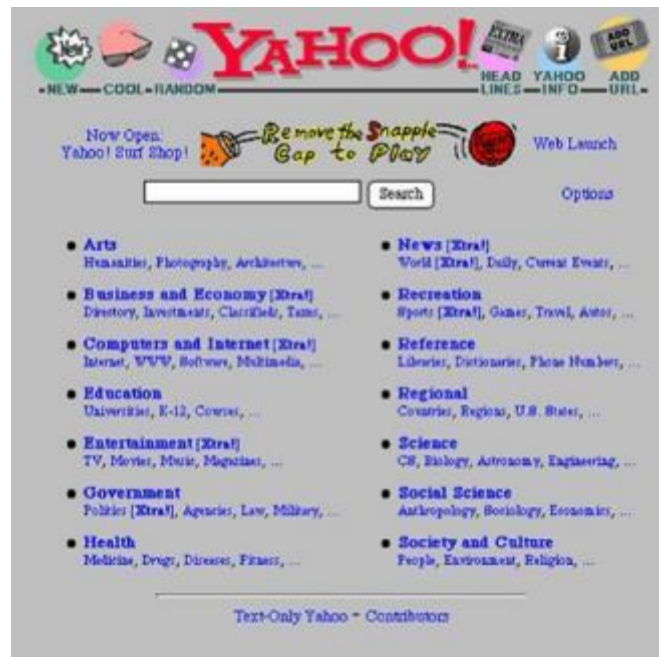 New
EXTRA
i
ADD URL
YAHOO!
NEW COOL RANDOM
HEAD LINES YAHOO INFO ADD URL
Now Open:
Yahoo! Surf Shop!
Remove the Snapple
Cap to Play
Web Launch
Search
Options
Arts
Humanities, Photography, Architecture, ...
Business and Economy [Xtra!]
Directory, Investments, Classifieds, Taxes, ...
Computers and Internet [Xtra!]
Internet, WWW, Software, Multimedia, ...
Education
Universities, K-12, Courses, ...
Entertainment [Xtra!]
TV, Movies, Music, Magazines, ...
Government
Politics [Xtra!], Agencies, Law, Military, ...
Health
Medicine, Drugs, Diseases, Fitness, ...
News [Xtra!]
World [Xtra!], Daily, Current Events, ...
Recreation
Sports [Xtra!], Games, Travel, Autos, ...
Reference
Libraries, Dictionaries, Phone Numbers, ...
Regional
Countries, Regions, U.S. States, ...
Science
CS, Biology, Astronomy, Engineering, ...
Social Science
Anthropology, Sociology, Economics, ...
Society and Culture
People, Environment, Religion, ...
Text-Only Yahoo - Contributors